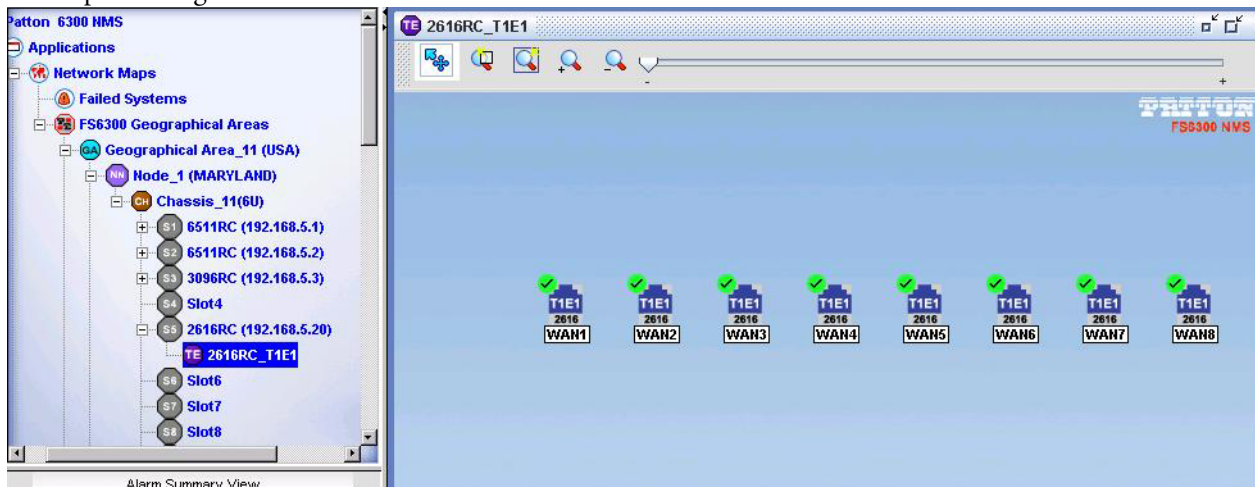 Patton 6300 NMS
Applications
Network Maps
Failed Systems
FS6300 Geographical Areas
GA Geographical Area_11 (USA)
NN Node_1 (MARYLAND)
CH Chassis_11(6U)
S1 6511RC (192.168.5.1)
S2 6511RC (192.168.5.2)
S3 3096RC (192.168.5.3)
S4 Slot4
S5 2616RC (192.168.5.20)
TE 2616RC_T1E1
S6 Slot6
S7 Slot7
S8 Slot8
Alarm Summary View
TE 2616RC_T1E1
- +
PATTON
FS6300 NMS
T1E1 T1E1 T1E1 T1E1 T1E1 T1E1 T1E1 T1E1
2616 2616 2616 2616 2616 2616 2616 2616
WAN1 WAN2 WAN3 WAN4 WAN5 WAN6 WAN7 WAN8